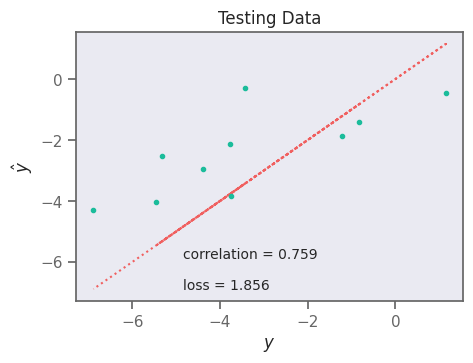 Testing Data
0
−2
−4
−6
ŷ
correlation = 0.759
loss = 1.856
−6 −4 −2 0
y